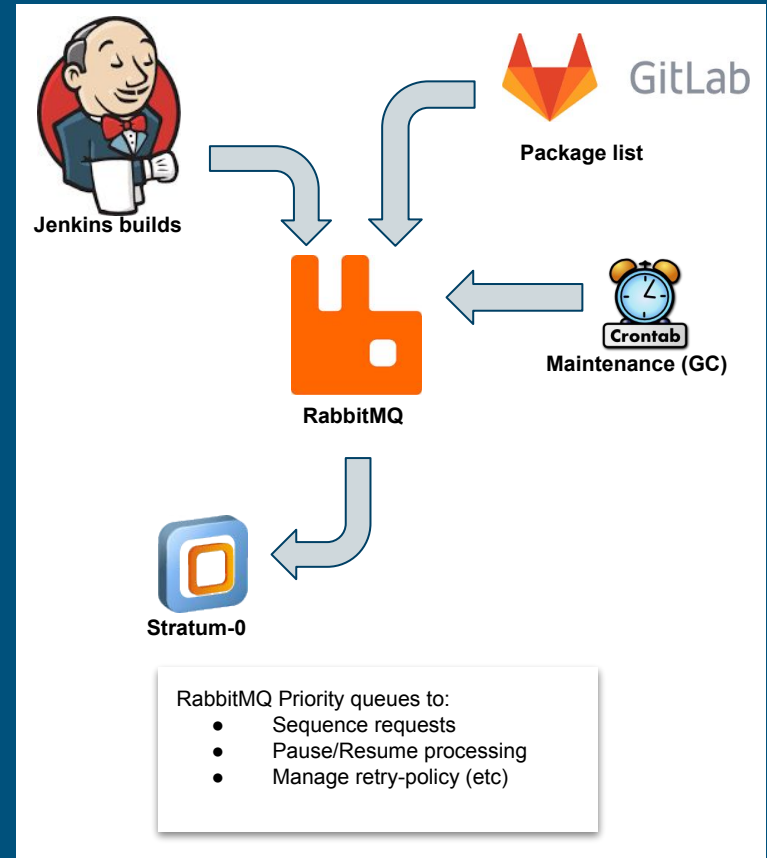 GitLab
Package list
Jenkins builds
Crontab
Maintenance (GC)
RabbitMQ
Stratum-0
RabbitMQ Priority queues to:
● Sequence requests
● Pause/Resume processing
● Manage retry-policy (etc)